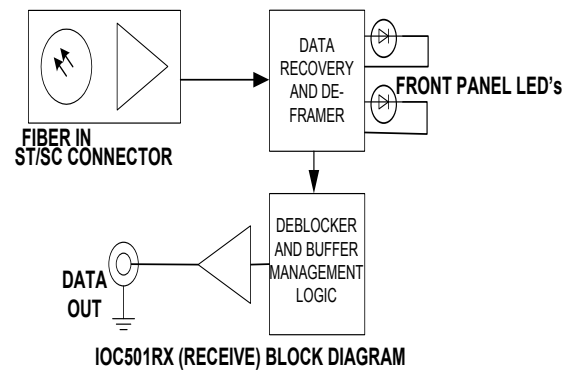 DATA
RECOVERY
AND DE-
FRAMER
FRONT PANEL LED's
FIBER IN
ST/SC CONNECTOR
DEBLOCKER
AND BUFFER
MANAGEMENT
LOGIC
DATA
OUT
IOC501RX (RECEIVE) BLOCK DIAGRAM